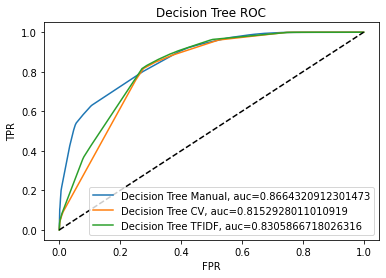 Decision Tree ROC
1.0
0.8
0.6
0.4
0.2
0.0
TPR
Decision Tree Manual, auc=0.8664320912301473
Decision Tree CV, auc=0.8152928011010919
Decision Tree TFIDF, auc=0.8305866718026316
0.0 0.2 0.4 0.6 0.8 1.0
FPR